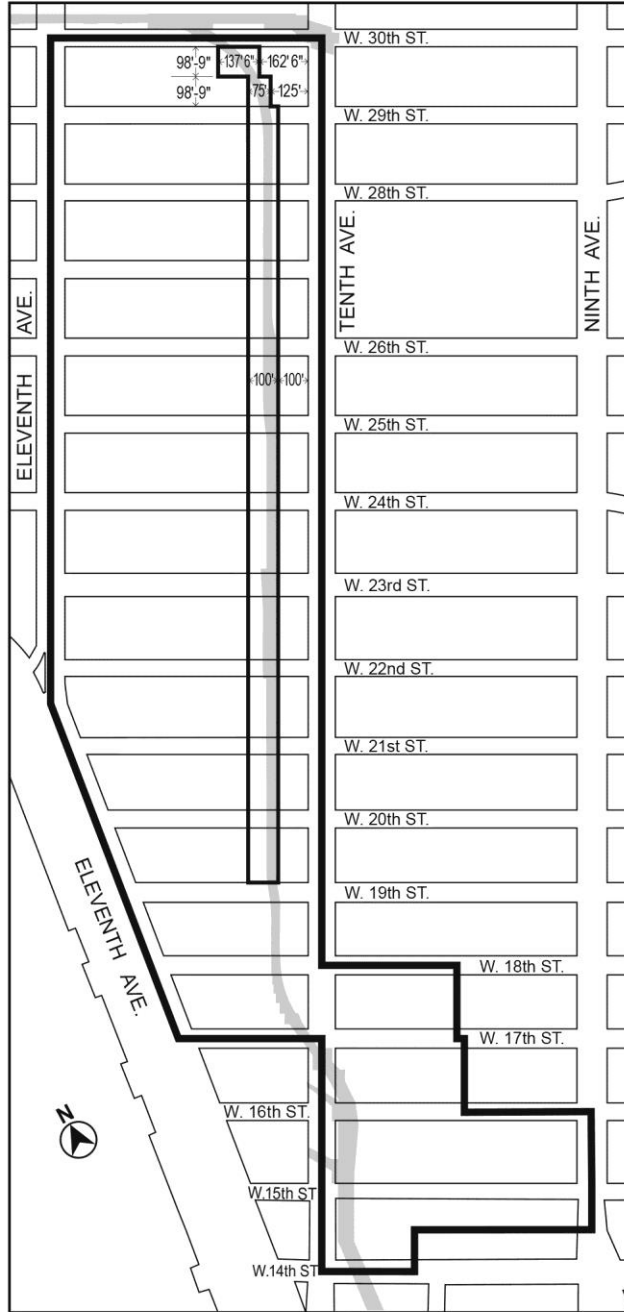 W. 30th ST.
98'-9" 137'6" 162'6"
98'-9" 75' 125'
W. 29th ST.
W. 28th ST.
ELEVENTH AVE.
TENTH AVE.
NINTH AVE.
W. 26th ST.
100' 100'
W. 25th ST.
W. 24th ST.
W. 23rd ST.
W. 22nd ST.
W. 21st ST.
W. 20th ST.
ELEVENTH AVE.
W. 19th ST.
W. 18th ST.
W. 17th ST.
N
W. 16th ST.
W.15th ST
W.14th ST